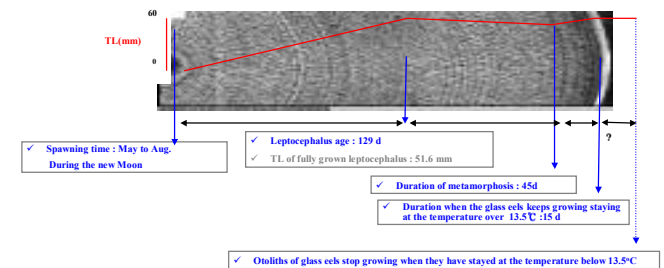 60
TL(mm)
0
?
✓ Spawning time : May to Aug.
During the new Moon
✓ Leptocephalus age : 129 d
✓ TL of fully grown leptocephalus : 51.6 mm
✓ Duration of metamorphosis : 45d
✓ Duration when the glass eels keeps growing staying
at the temperature over 13.5℃ :15 d
✓ Otoliths of glass eels stop growing when they have stayed at the temperature below 13.5°C